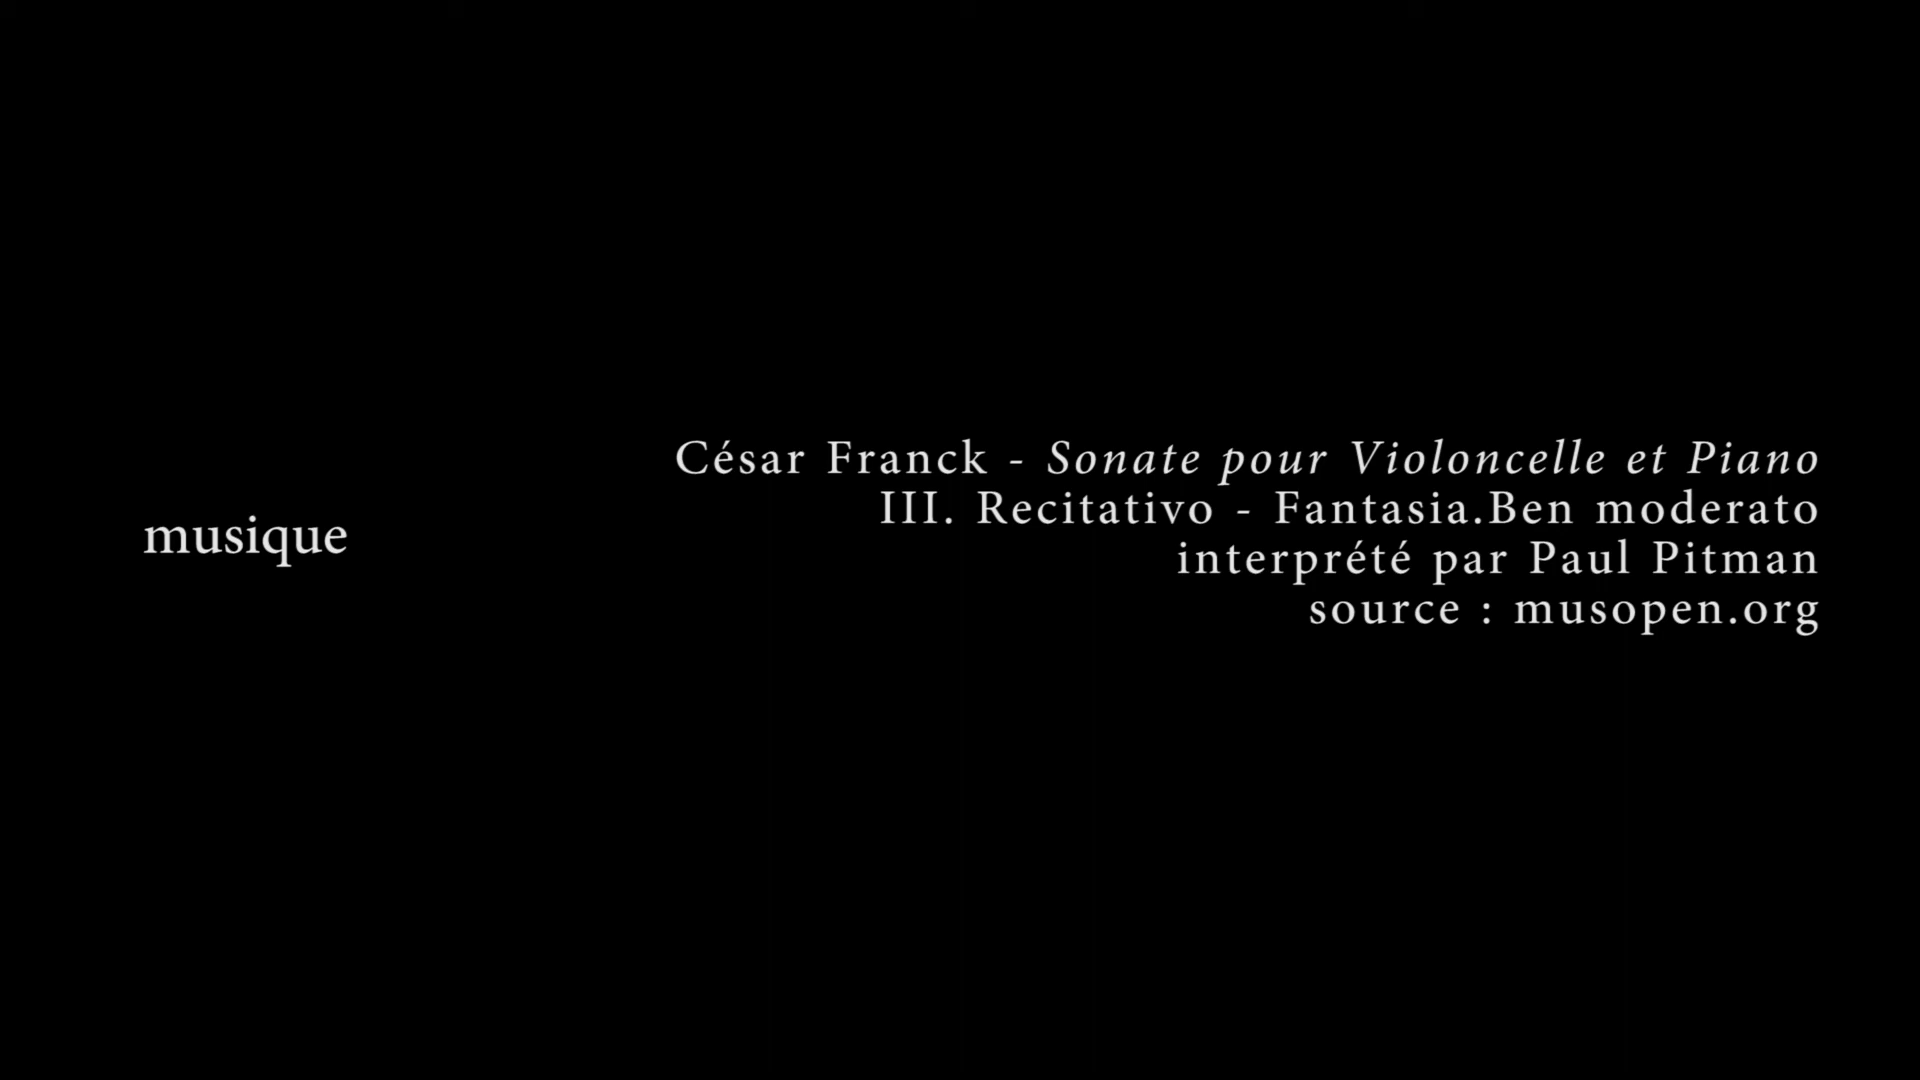 musique
César Franck - Sonate pour Violoncelle et Piano
III. Recitativo - Fantasia.Ben moderato
interprété par Paul Pitman
source : musopen.org